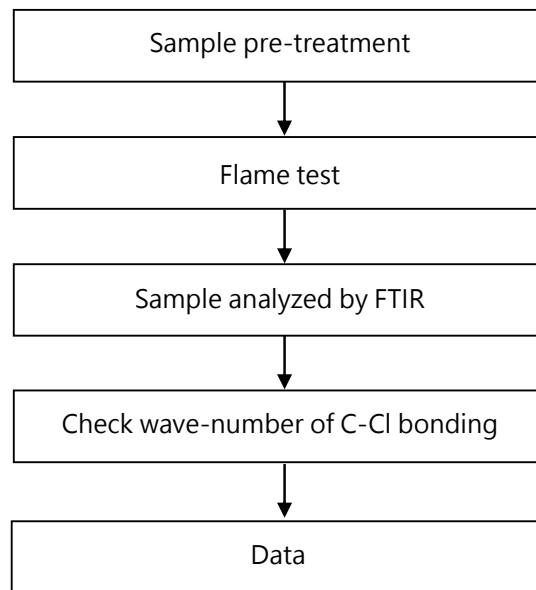 Sample pre-treatment
Flame test
Sample analyzed by FTIR
Check wave-number of C-Cl bonding
Data